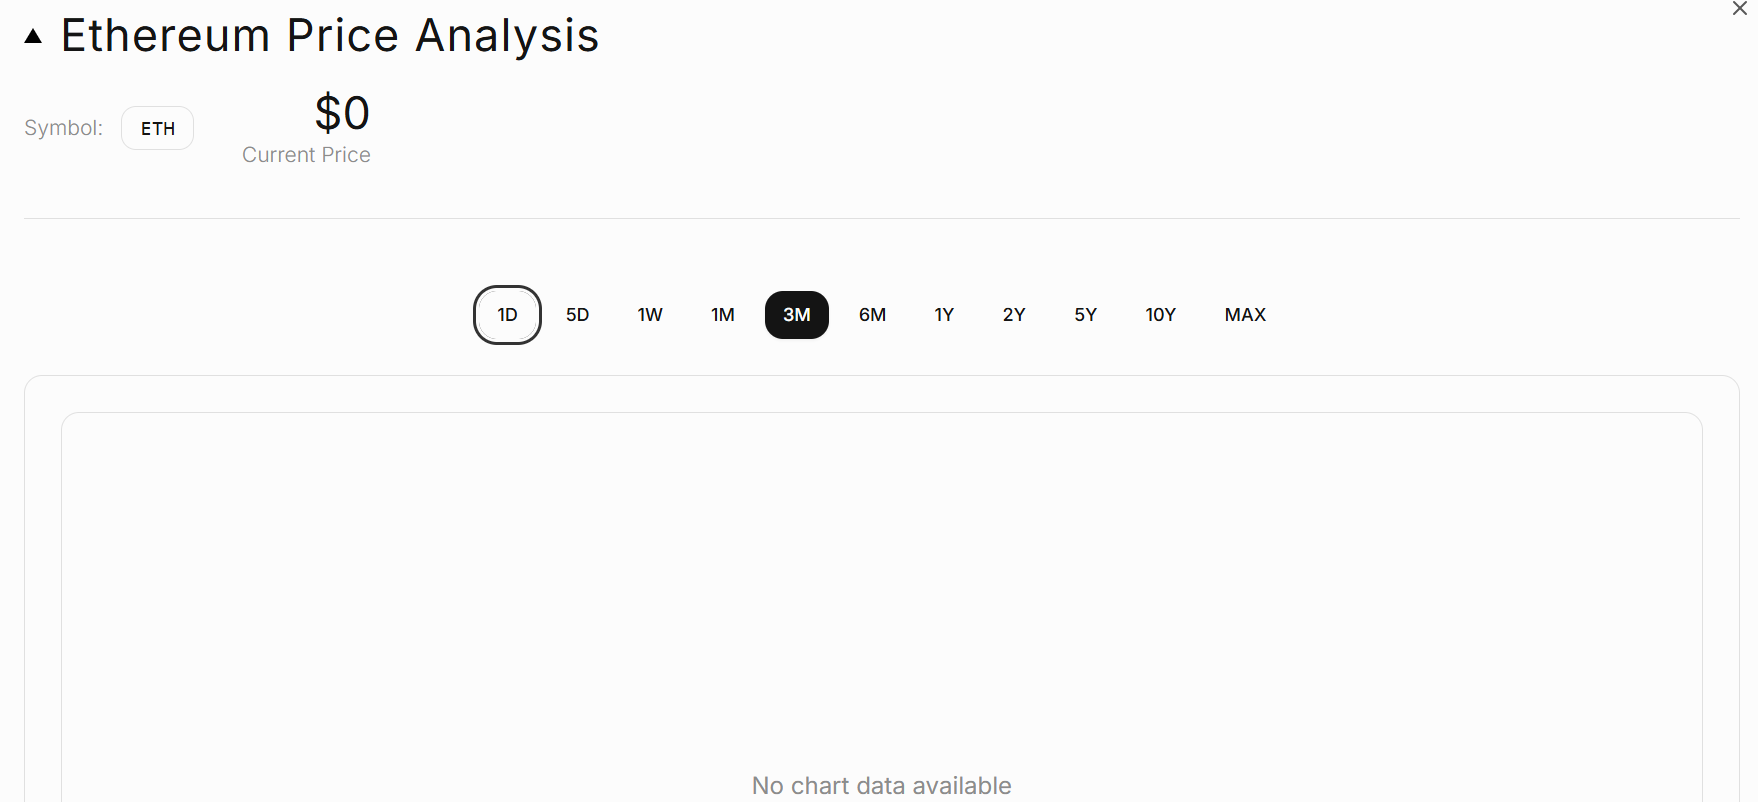 Ethereum Price Analysis
Symbol: ETH
$0
Current Price
1D 5D 1W 1M 3M 6M 1Y 2Y 5Y 10Y MAX
No chart data available